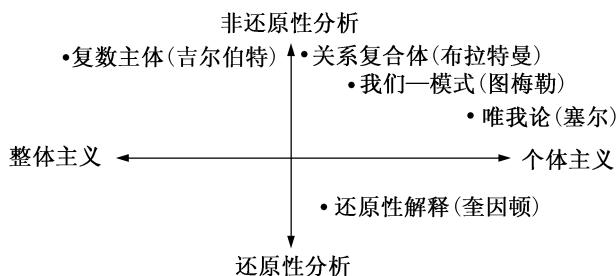 非还原性分析
•复数主体(吉尔伯特) •关系复合体(布拉特曼)
•我们—模式(图梅勒)
•唯我论(塞尔)
整体主义 个体主义
•还原性解释(奎因顿)
还原性分析